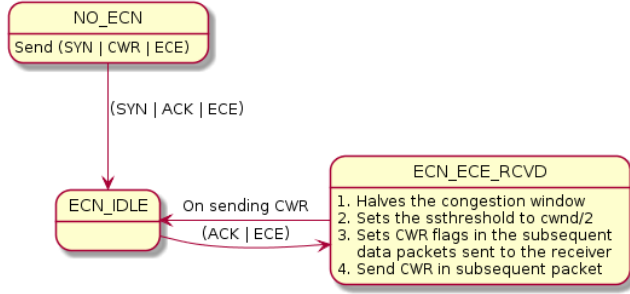 NO_ECN
Send (SYN | CWR | ECE)
(SYN | ACK | ECE)
ECN_IDLE
On sending CWR
(ACK | ECE)
ECN_ECE_RCVD
1. Halves the congestion window
2. Sets the ssthreshold to cwnd/2
3. Sets CWR flags in the subsequent
data packets sent to the receiver
4. Send CWR in subsequent packet